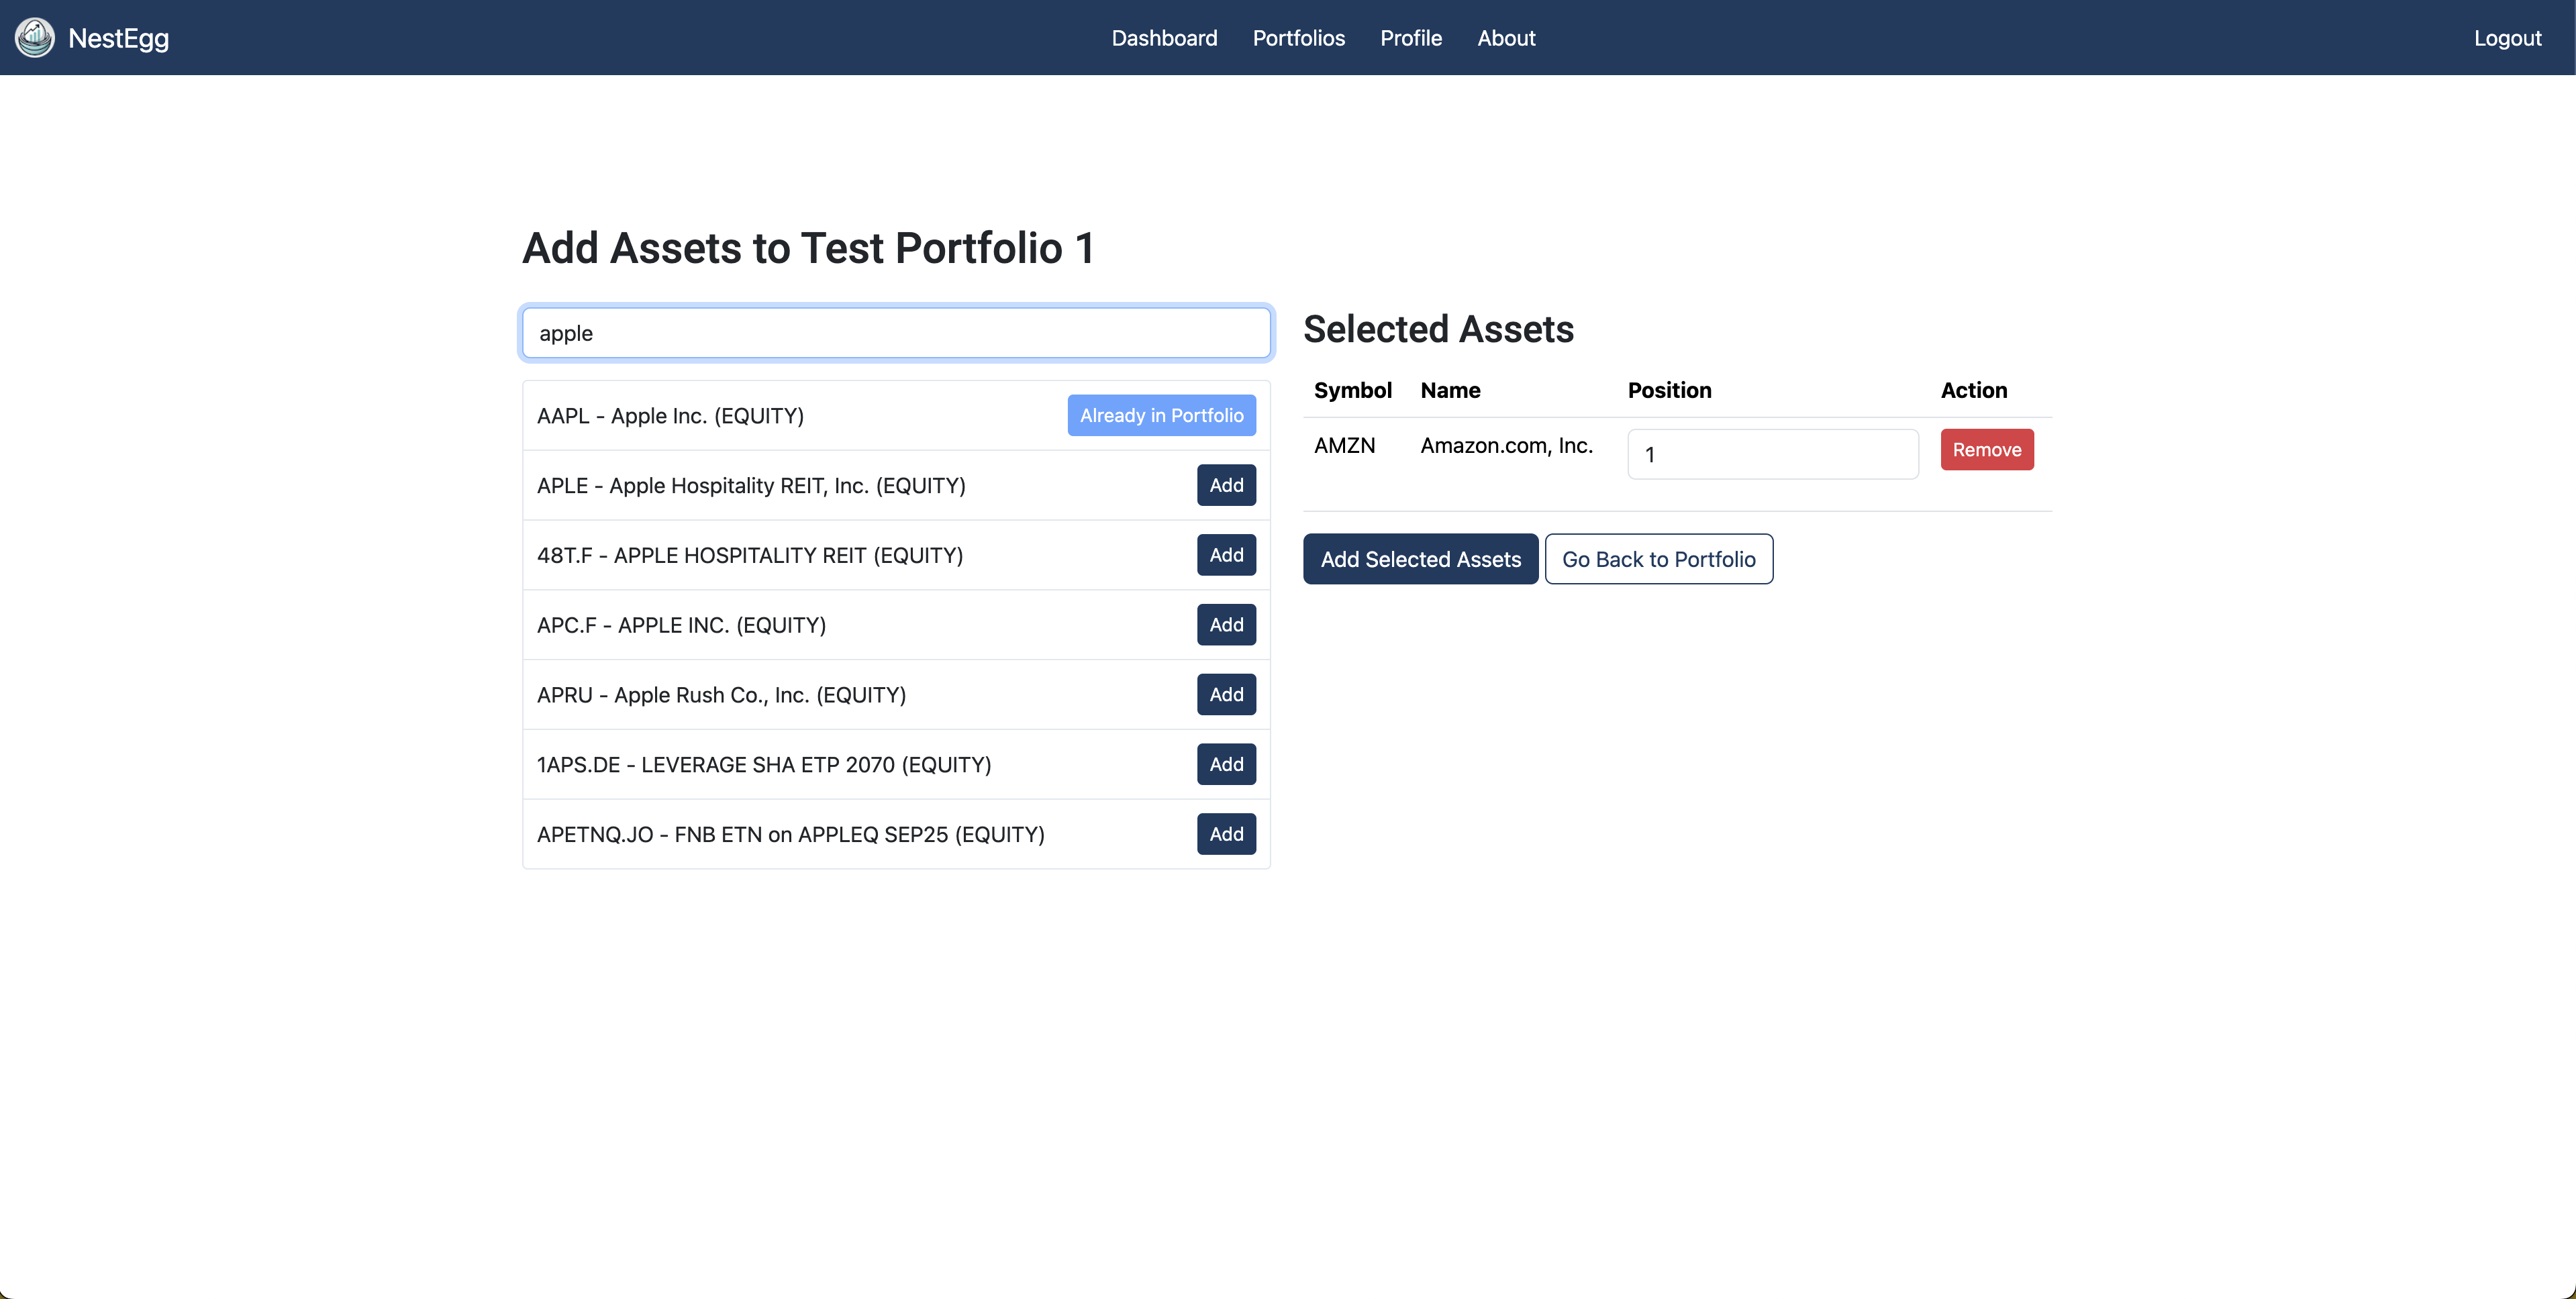 NestEgg Dashboard Portfolios Profile About Logout
Add Assets to Test Portfolio 1
apple
AAPL - Apple Inc. (EQUITY) Already in Portfolio
APLE - Apple Hospitality REIT, Inc. (EQUITY) Add
48T.F - APPLE HOSPITALITY REIT (EQUITY) Add
APC.F - APPLE INC. (EQUITY) Add
APRU - Apple Rush Co., Inc. (EQUITY) Add
1APS.DE - LEVERAGE SHA ETP 2070 (EQUITY) Add
APETNQ.JO - FNB ETN on APPLEQ SEP25 (EQUITY) Add
Selected Assets
Symbol Name Position Action
AMZN Amazon.com, Inc. 1 Remove
Add Selected Assets Go Back to Portfolio